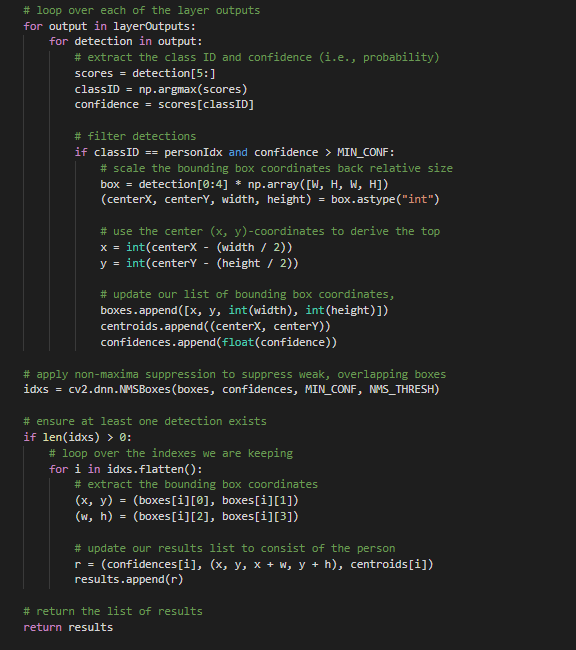 # loop over each of the layer outputs
for output in layerOutputs:
for detection in output:
# extract the class ID and confidence (i.e., probability)
scores = detection[5:]
classID = np.argmax(scores)
confidence = scores[classID]
# filter detections
if classID == personIdx and confidence > MIN_CONF:
# scale the bounding box coordinates back relative size
box = detection[0:4] * np.array([W, H, W, H])
(centerX, centerY, width, height) = box.astype("int")
# use the center (x, y)-coordinates to derive the top
x = int(centerX - (width / 2))
y = int(centerY - (height / 2))
# update our list of bounding box coordinates,
boxes.append([x, y, int(width), int(height)])
centroids.append((centerX, centerY))
confidences.append(float(confidence))
# apply non-maxima suppression to suppress weak, overlapping boxes
idxs = cv2.dnn.NMSBoxes(boxes, confidences, MIN_CONF, NMS_THRESH)
# ensure at least one detection exists
if len(idxs) > 0:
# loop over the indexes we are keeping
for i in idxs.flatten():
# extract the bounding box coordinates
(x, y) = (boxes[i][0], boxes[i][1])
(w, h) = (boxes[i][2], boxes[i][3])
# update our results list to consist of the person
r = (confidences[i], (x, y, x + w, y + h), centroids[i])
results.append(r)
# return the list of results
return results